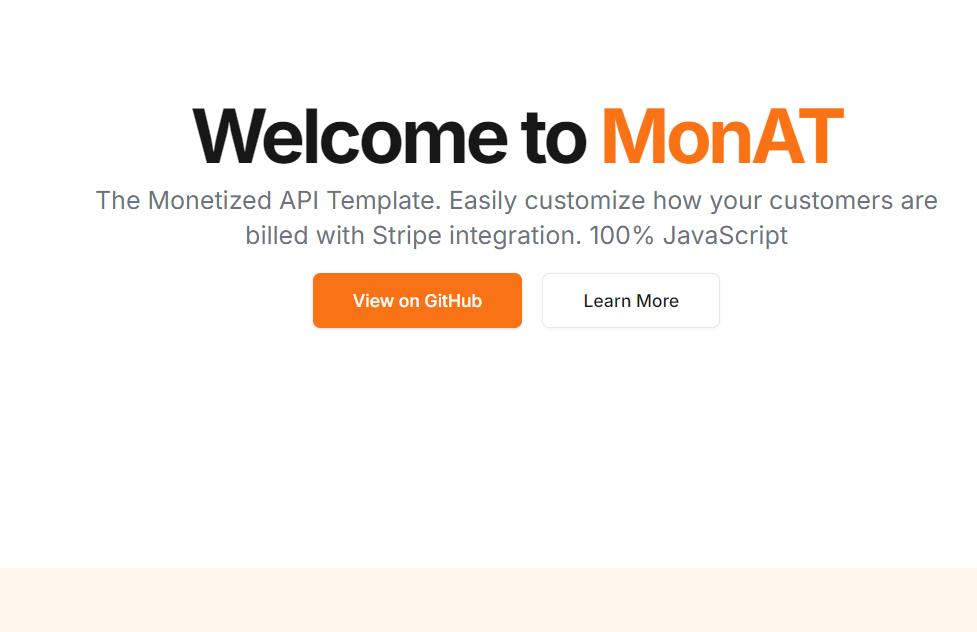 Welcome to MonAT
The Monetized API Template. Easily customize how your customers are
billed with Stripe integration. 100% JavaScript
View on GitHub
Learn More